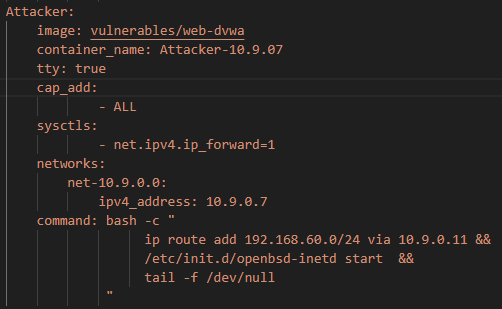 Attacker:
image: vulnerables/web-dvwa
container_name: Attacker-10.9.07
tty: true
cap_add:
- ALL
sysctls:
- net.ipv4.ip_forward=1
networks:
net-10.9.0.0:
ipv4_address: 10.9.0.7
command: bash -c "
ip route add 192.168.60.0/24 via 10.9.0.11 &&
/etc/init.d/openbsd-inetd start  &&
tail -f /dev/null
"